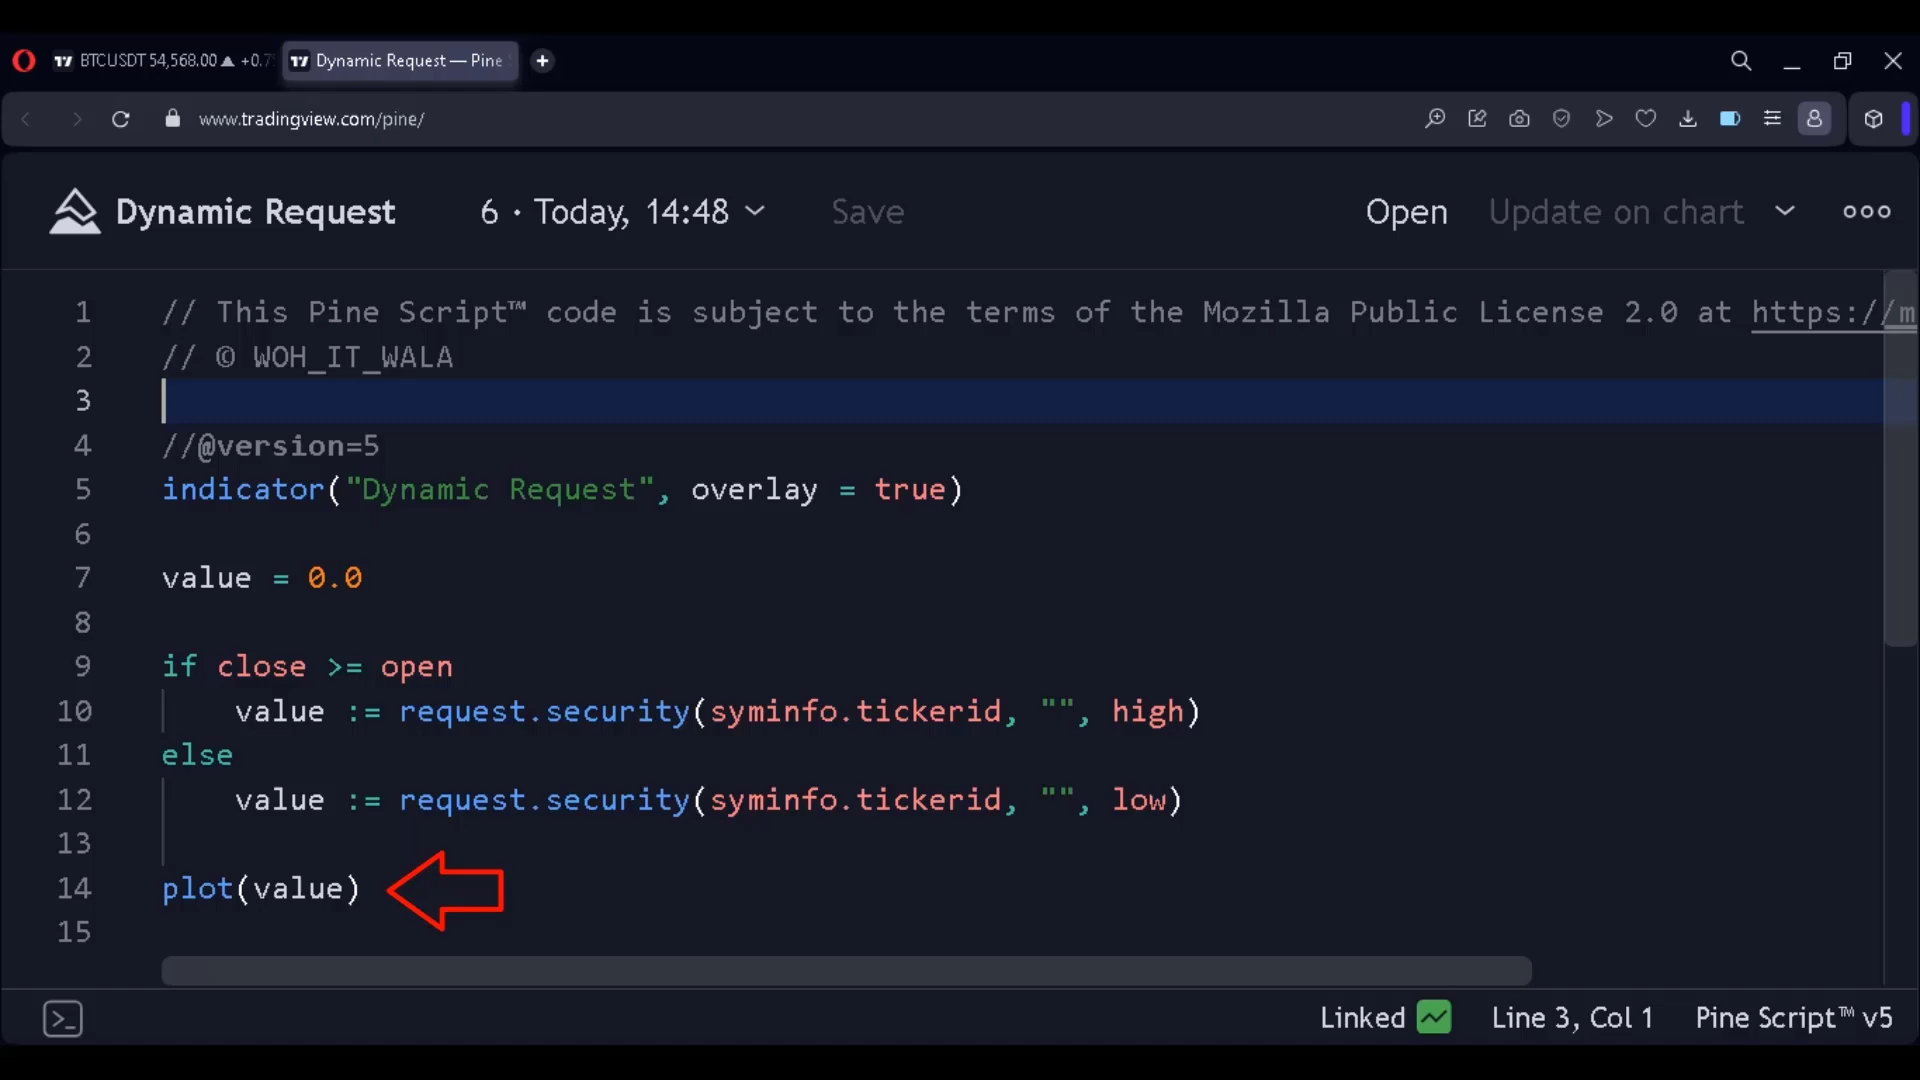 BTCUSDT 54,568.00 ▲ +0.7
Dynamic Request — Pine
www.tradingview.com/pine/
Dynamic Request
6 · Today, 14:48
Save
Open
Update on chart
1 // This Pine Script™ code is subject to the terms of the Mozilla Public License 2.0 at https://m
2 // © WOH_IT_WALA
3
4 //@version=5
5 indicator("Dynamic Request", overlay = true)
6
7 value = 0.0
8
9 if close >= open
10 value := request.security(syminfo.tickerid, "", high)
11 else
12 value := request.security(syminfo.tickerid, "", low)
13
14 plot(value)
15
Linked
Line 3, Col 1
Pine Script™ v5